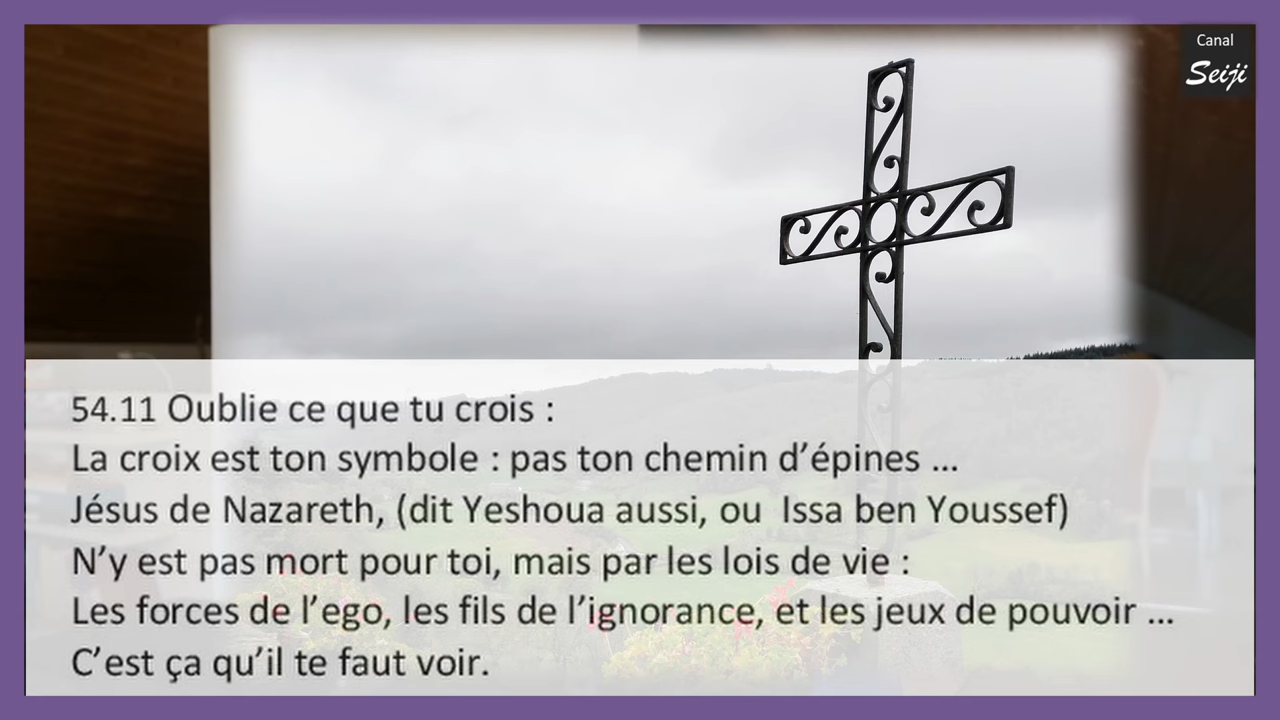 Canal
Seiji
54.11 Oublie ce que tu crois :
La croix est ton symbole : pas ton chemin d’épines ...
Jésus de Nazareth, (dit Yeshoua aussi, ou  Issa ben Youssef)
N’y est pas mort pour toi, mais par les lois de vie :
Les forces de l’ego, les fils de l’ignorance, et les jeux de pouvoir ...
C’est ça qu’il te faut voir.